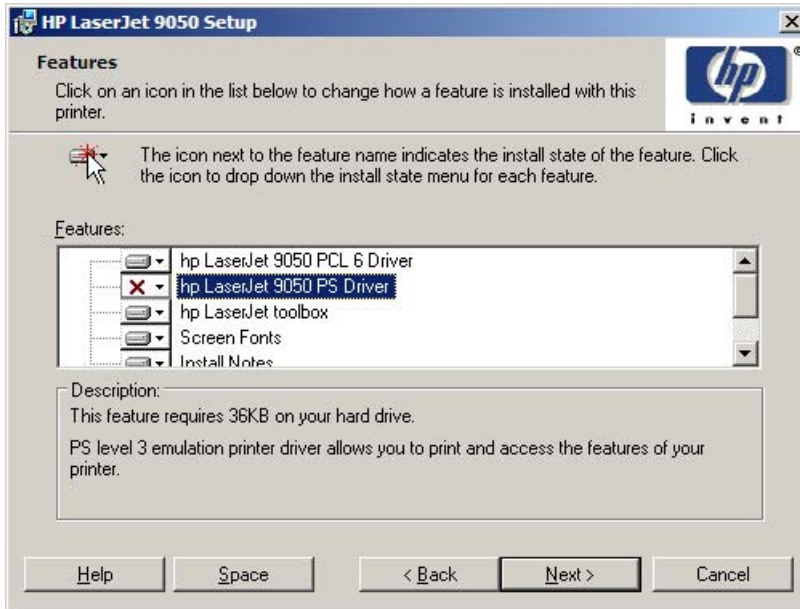 HP LaserJet 9050 Setup
Features
Click on an icon in the list below to change how a feature is installed with this
printer.
hp
®
invent
The icon next to the feature name indicates the install state of the feature. Click
the icon to drop down the install state menu for each feature.
Features:
hp LaserJet 9050 PCL 6 Driver
hp LaserJet 9050 PS Driver
hp LaserJet toolbox
Screen Fonts
Install Notes
Description:
This feature requires 36KB on your hard drive.
PS level 3 emulation printer driver allows you to print and access the features of your
printer.
Help Space < Back Next > Cancel